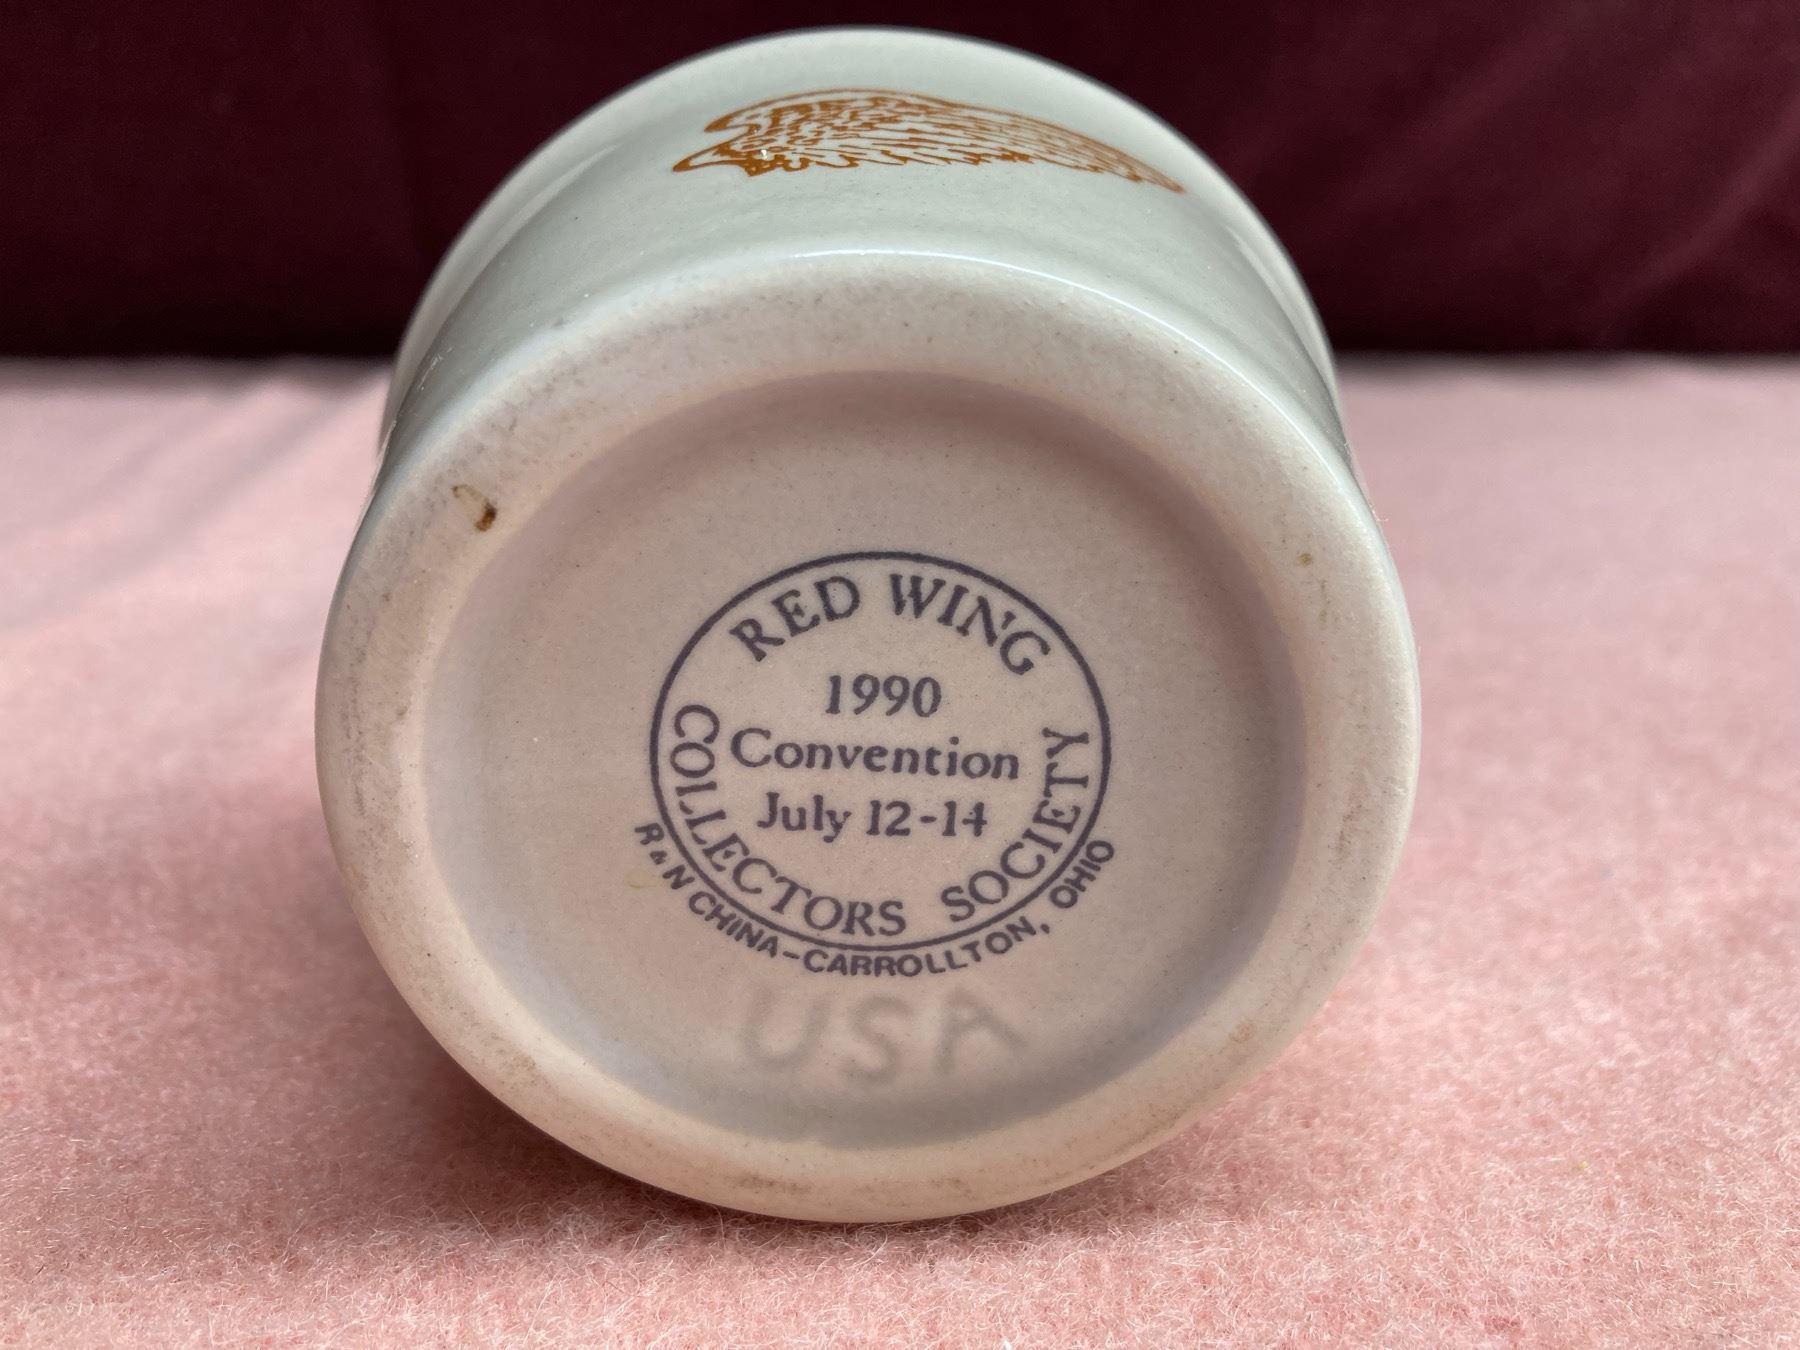 RED WING
1990
Convention
July 12-14
COLLECTORS SOCIETY
R&N CHINA-CARROLLTON, OHIO
USA